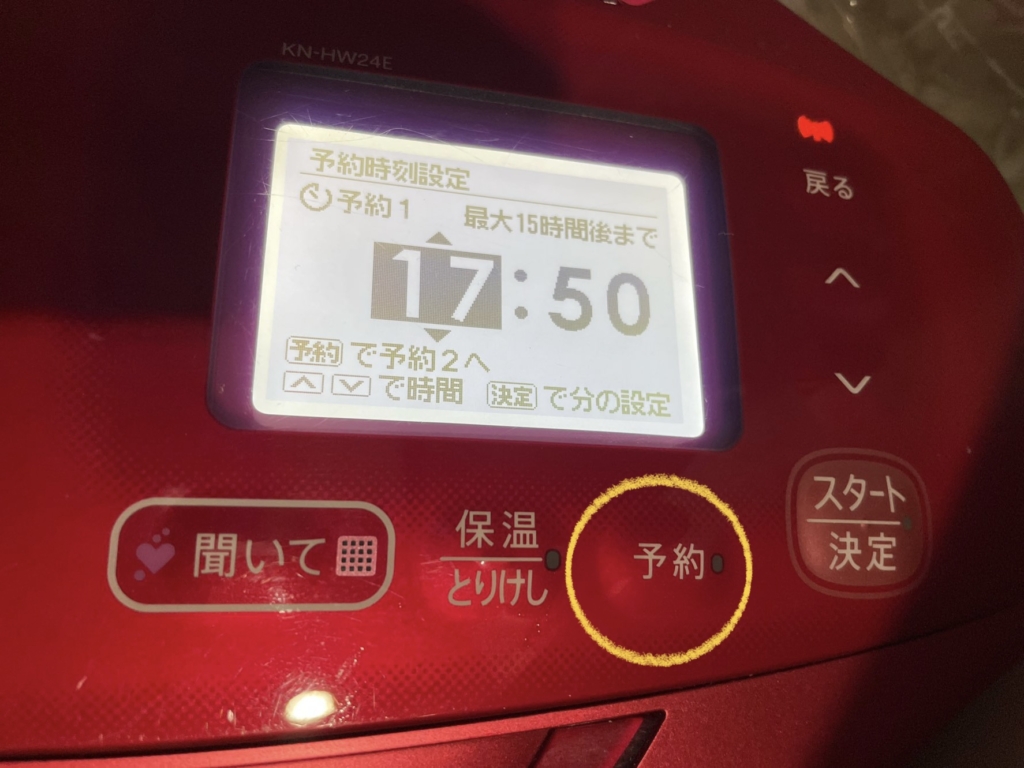 KN-HW24E
予約時刻設定
予約1 最大15時間後まで
17:50
予約 で予約2へ
で時間 決定 で分の設定
戻る
聞いて
保温
とりけし
予約
スタート
決定